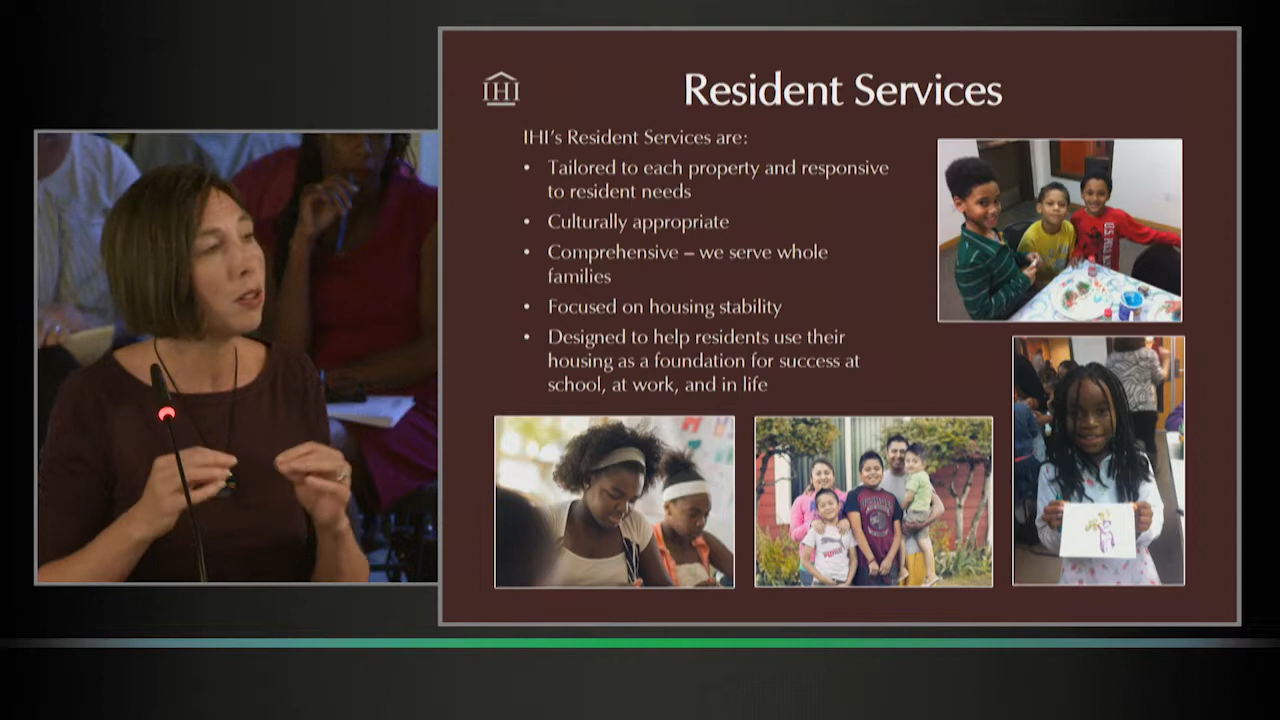 IHI
Resident Services
IHI's Resident Services are:
• Tailored to each property and responsive
to resident needs
• Culturally appropriate
• Comprehensive – we serve whole
families
• Focused on housing stability
• Designed to help residents use their
housing as a foundation for success at
school, at work, and in life